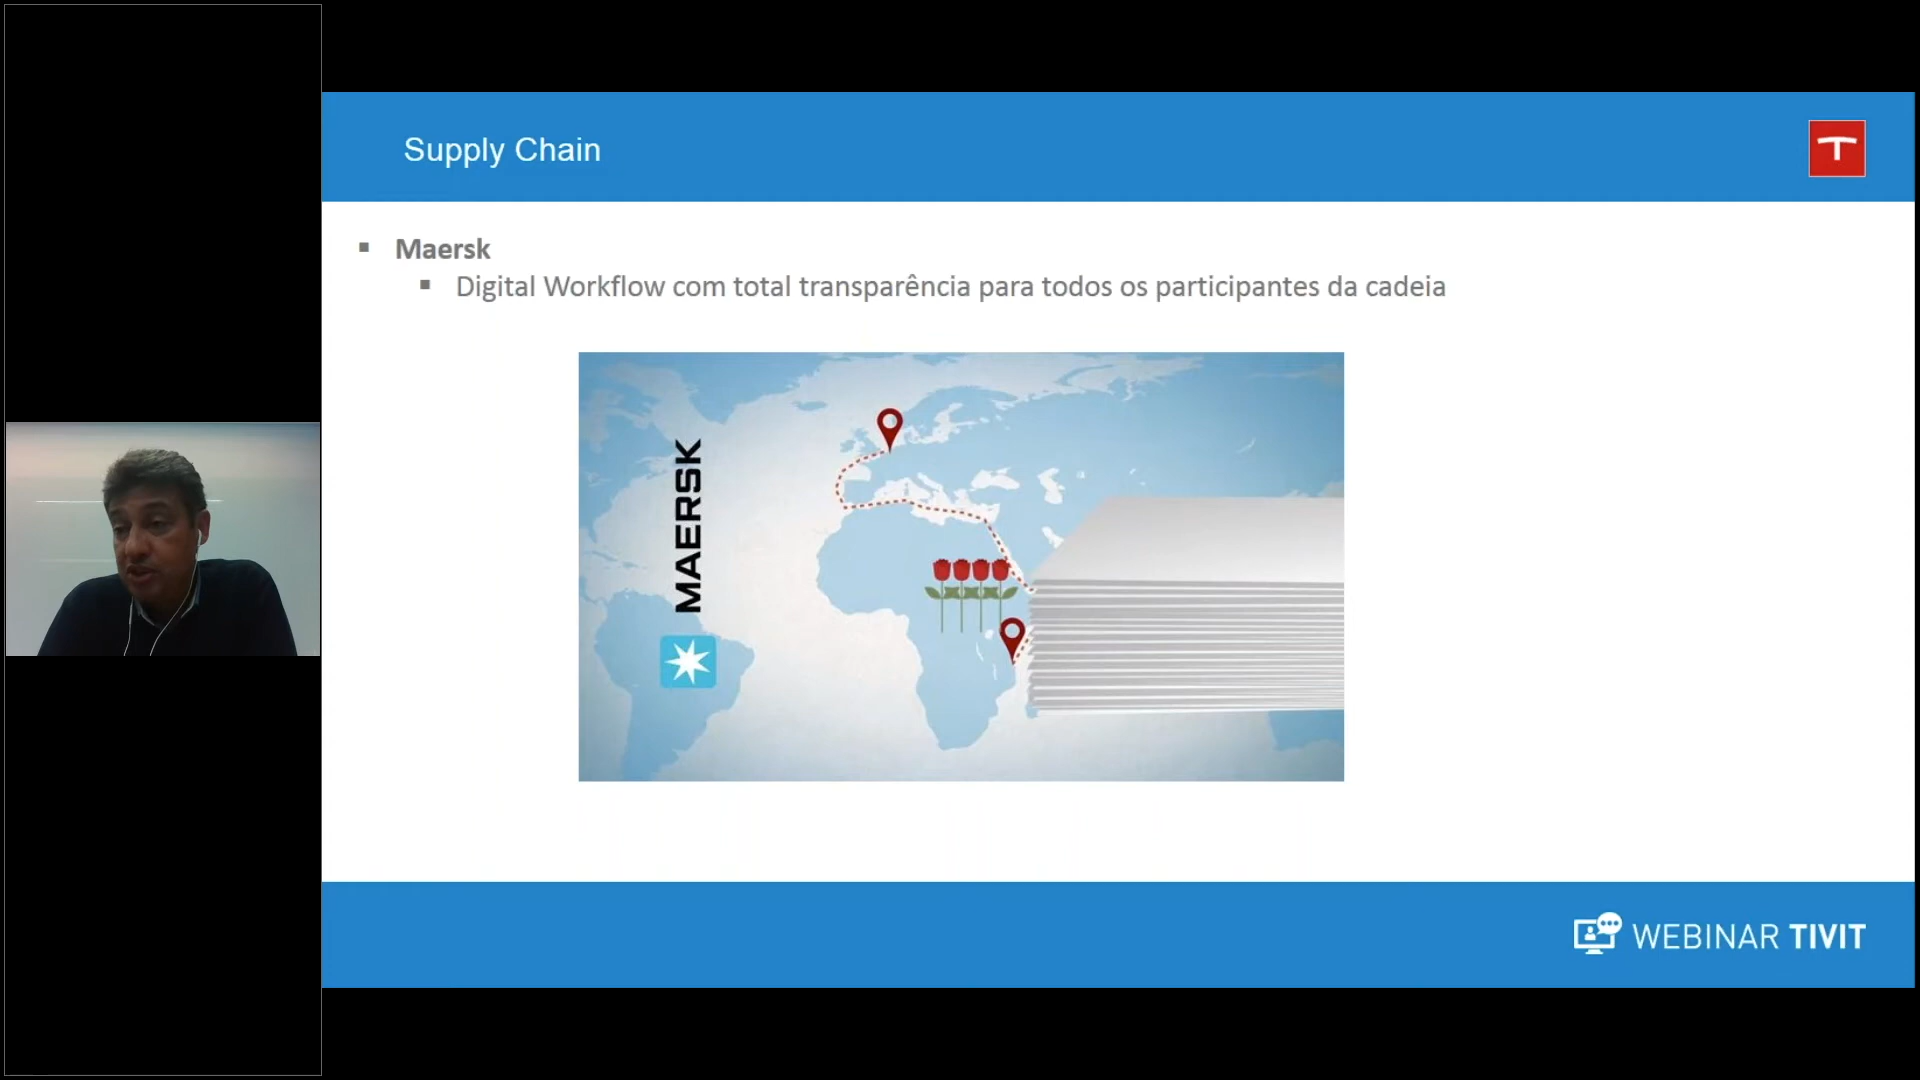 Supply Chain
Maersk
Digital Workflow com total transparência para todos os participantes da cadeia
MAERSK
WEBINAR TIVIT